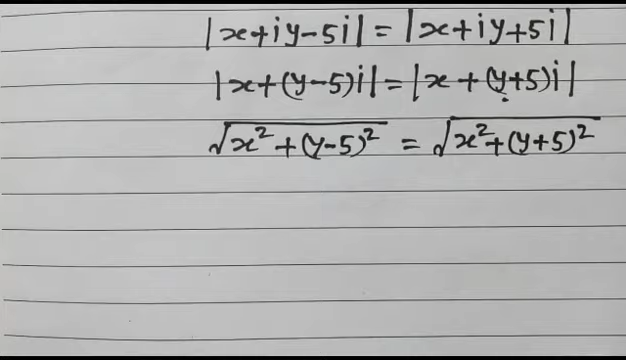 |x+iy-5i| = |x+iy+5i|
|x+(y-5)i| = |x+(y+5)i|
√x²+(y-5)² = √x²+(y+5)²